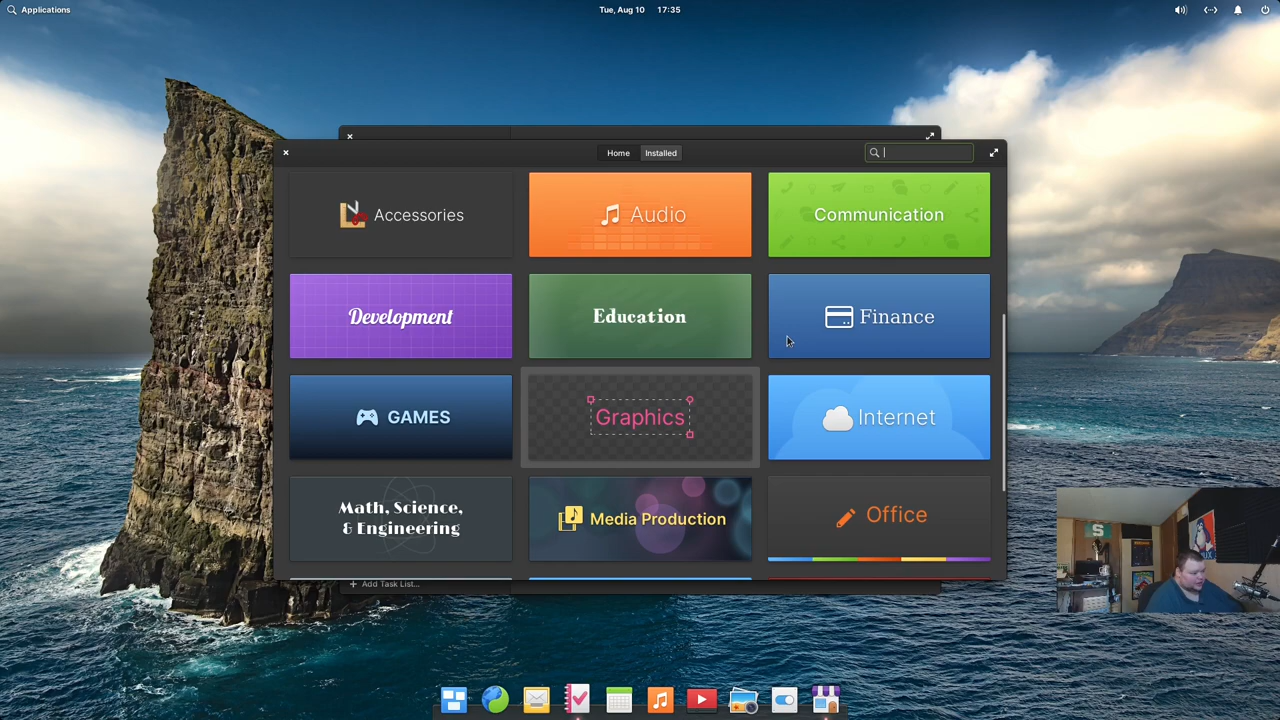 Applications
Tue, Aug 10 17:35
Home
Installed
Accessories
Audio
Communication
Development
Education
Finance
GAMES
Graphics
Internet
Math, Science,
& Engineering
Media Production
Office
+ Add Task List...
S